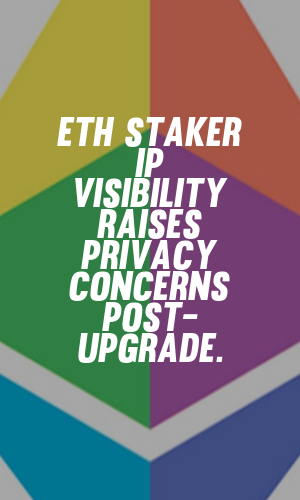 ETH STAKER
IP
VISIBILITY
RAISES
PRIVACY
CONCERNS
POST-
UPGRADE.